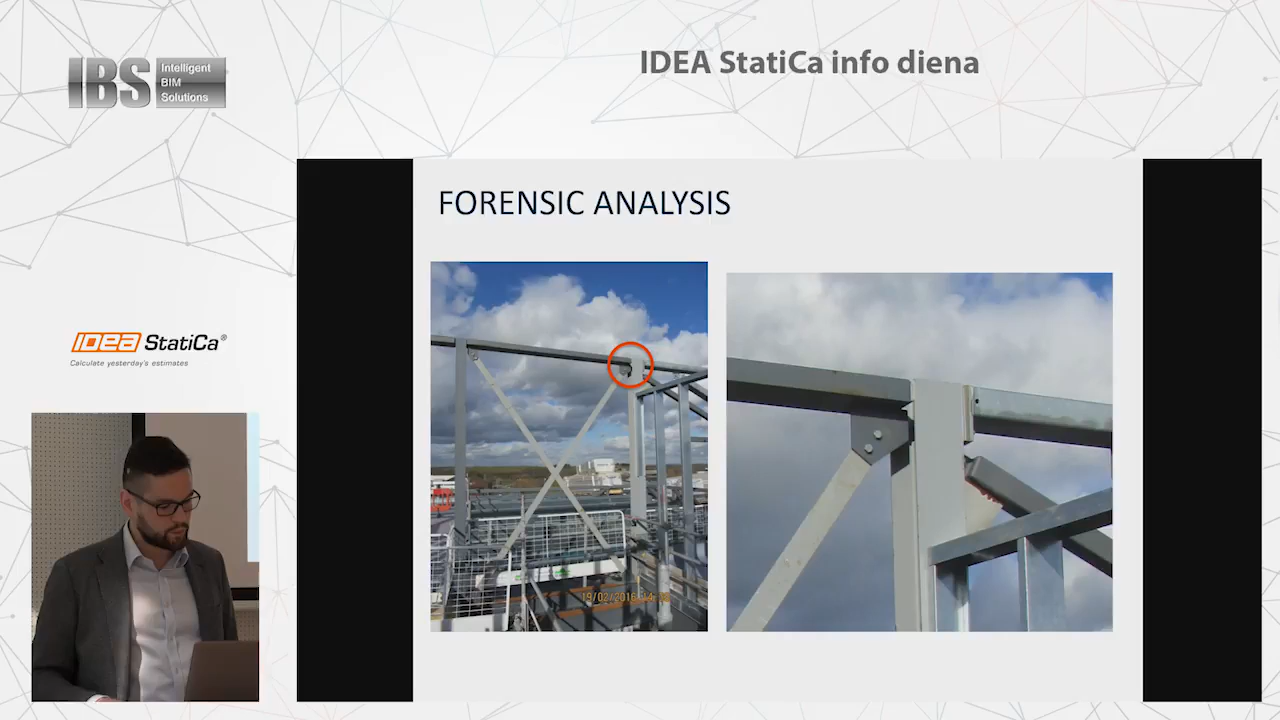 IBS
Intelligent
BIM
Solutions
IDEA StatiCa info diena
FORENSIC ANALYSIS
IDEA StatiCa®
Calculate yesterday's estimates